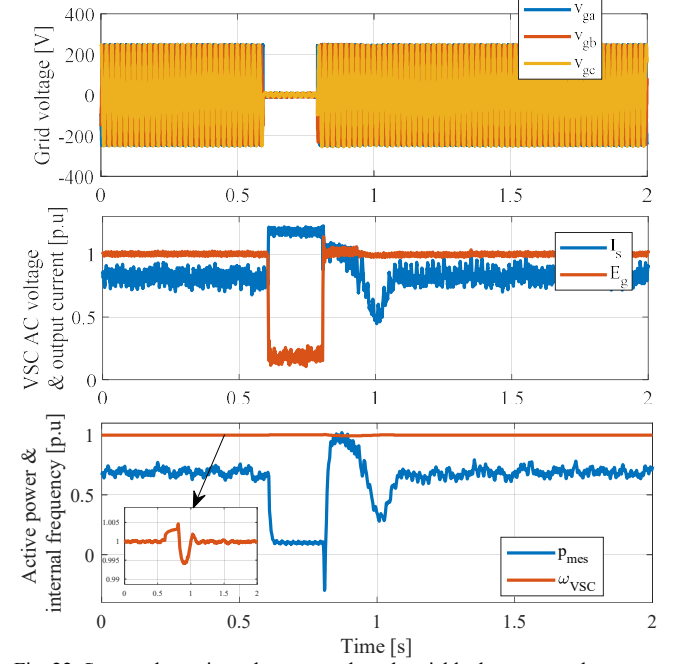 400
200
0
-200
-400
Grid voltage [V]
v_ga
v_gb
v_gc
0 0.5 1 1.5 2
1
0.5
0
VSC AC voltage
& output current [p.u]
I_s
E_g
0 0.5 1 1.5 2
1
0.5
0
Active power &
internal frequency [p.u]
1.005
1
0.995
0.99
0 0.5 1 1.5 2
p_mes
ω_VSC
0 0.5 1 1.5 2
Time [s]